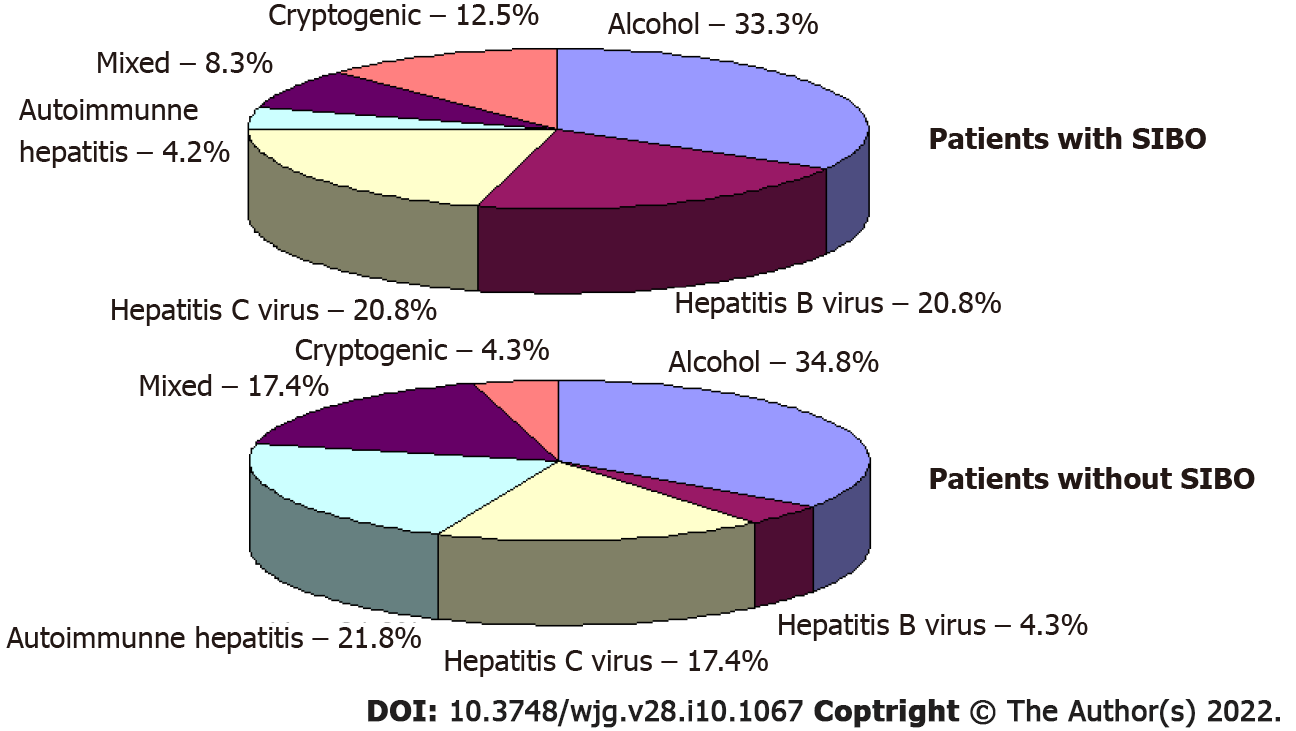 Cryptogenic – 12.5%
Alcohol – 33.3%
Mixed – 8.3%
Autoimmunne
hepatitis – 4.2%
Patients with SIBO
Hepatitis C virus – 20.8%
Hepatitis B virus – 20.8%
Cryptogenic – 4.3%
Alcohol – 34.8%
Mixed – 17.4%
Patients without SIBO
Autoimmunne hepatitis – 21.8%
Hepatitis B virus – 4.3%
Hepatitis C virus – 17.4%
DOI: 10.3748/wjg.v28.i10.1067 Coptright © The Author(s) 2022.